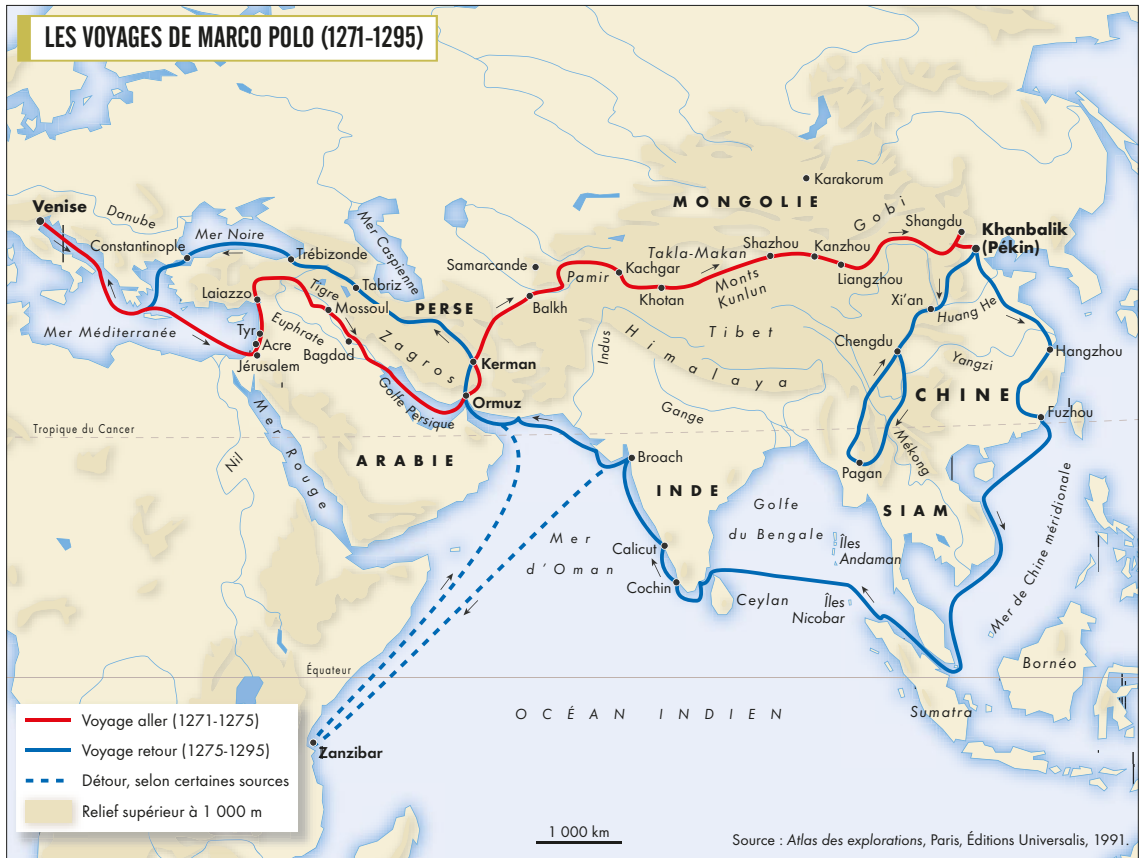 LES VOYAGES DE MARCO POLO (1271-1295)
Karakorum
MONGOLIE
Gobi
Shangdu
Khanbalik
(Pékin)
Venise
Danube
Mer Noire
Constantinople
Trébizonde
Mer Caspienne
Samarcande
Pamir
Kachgar
Takla-Makan
Shazhou
Kanzhou
Liangzhou
Khotan
Monts
Kunlun
Laiazzo
Tigre
Tabriz
Mossoul
PERSE
Balkh
Xi'an
Huang He
Mer Méditerranée
Tyr
Acre
Jérusalem
Euphrate
Bagdad
Zagros
Kerman
Indus
Himalaya
Tibet
Chengdu
Yangzi
Hangzhou
CHINE
Golfe Persique
Ormuz
Gange
Fuzhou
Tropique du Cancer
Nil
Mer Rouge
ARABIE
Broach
INDE
Pagan
Mékong
SIAM
Mer de Chine méridionale
Golfe
du Bengale
Mer
d'Oman
Calicut
Cochin
Îles
Andaman
Ceylan
Îles
Nicobar
Équateur
Bornéo
Sumatra
OCÉAN INDIEN
Zanzibar
Voyage aller (1271-1275)
Voyage retour (1275-1295)
Détour, selon certaines sources
Relief supérieur à 1 000 m
1 000 km
Source : Atlas des explorations, Paris, Éditions Universalis, 1991.